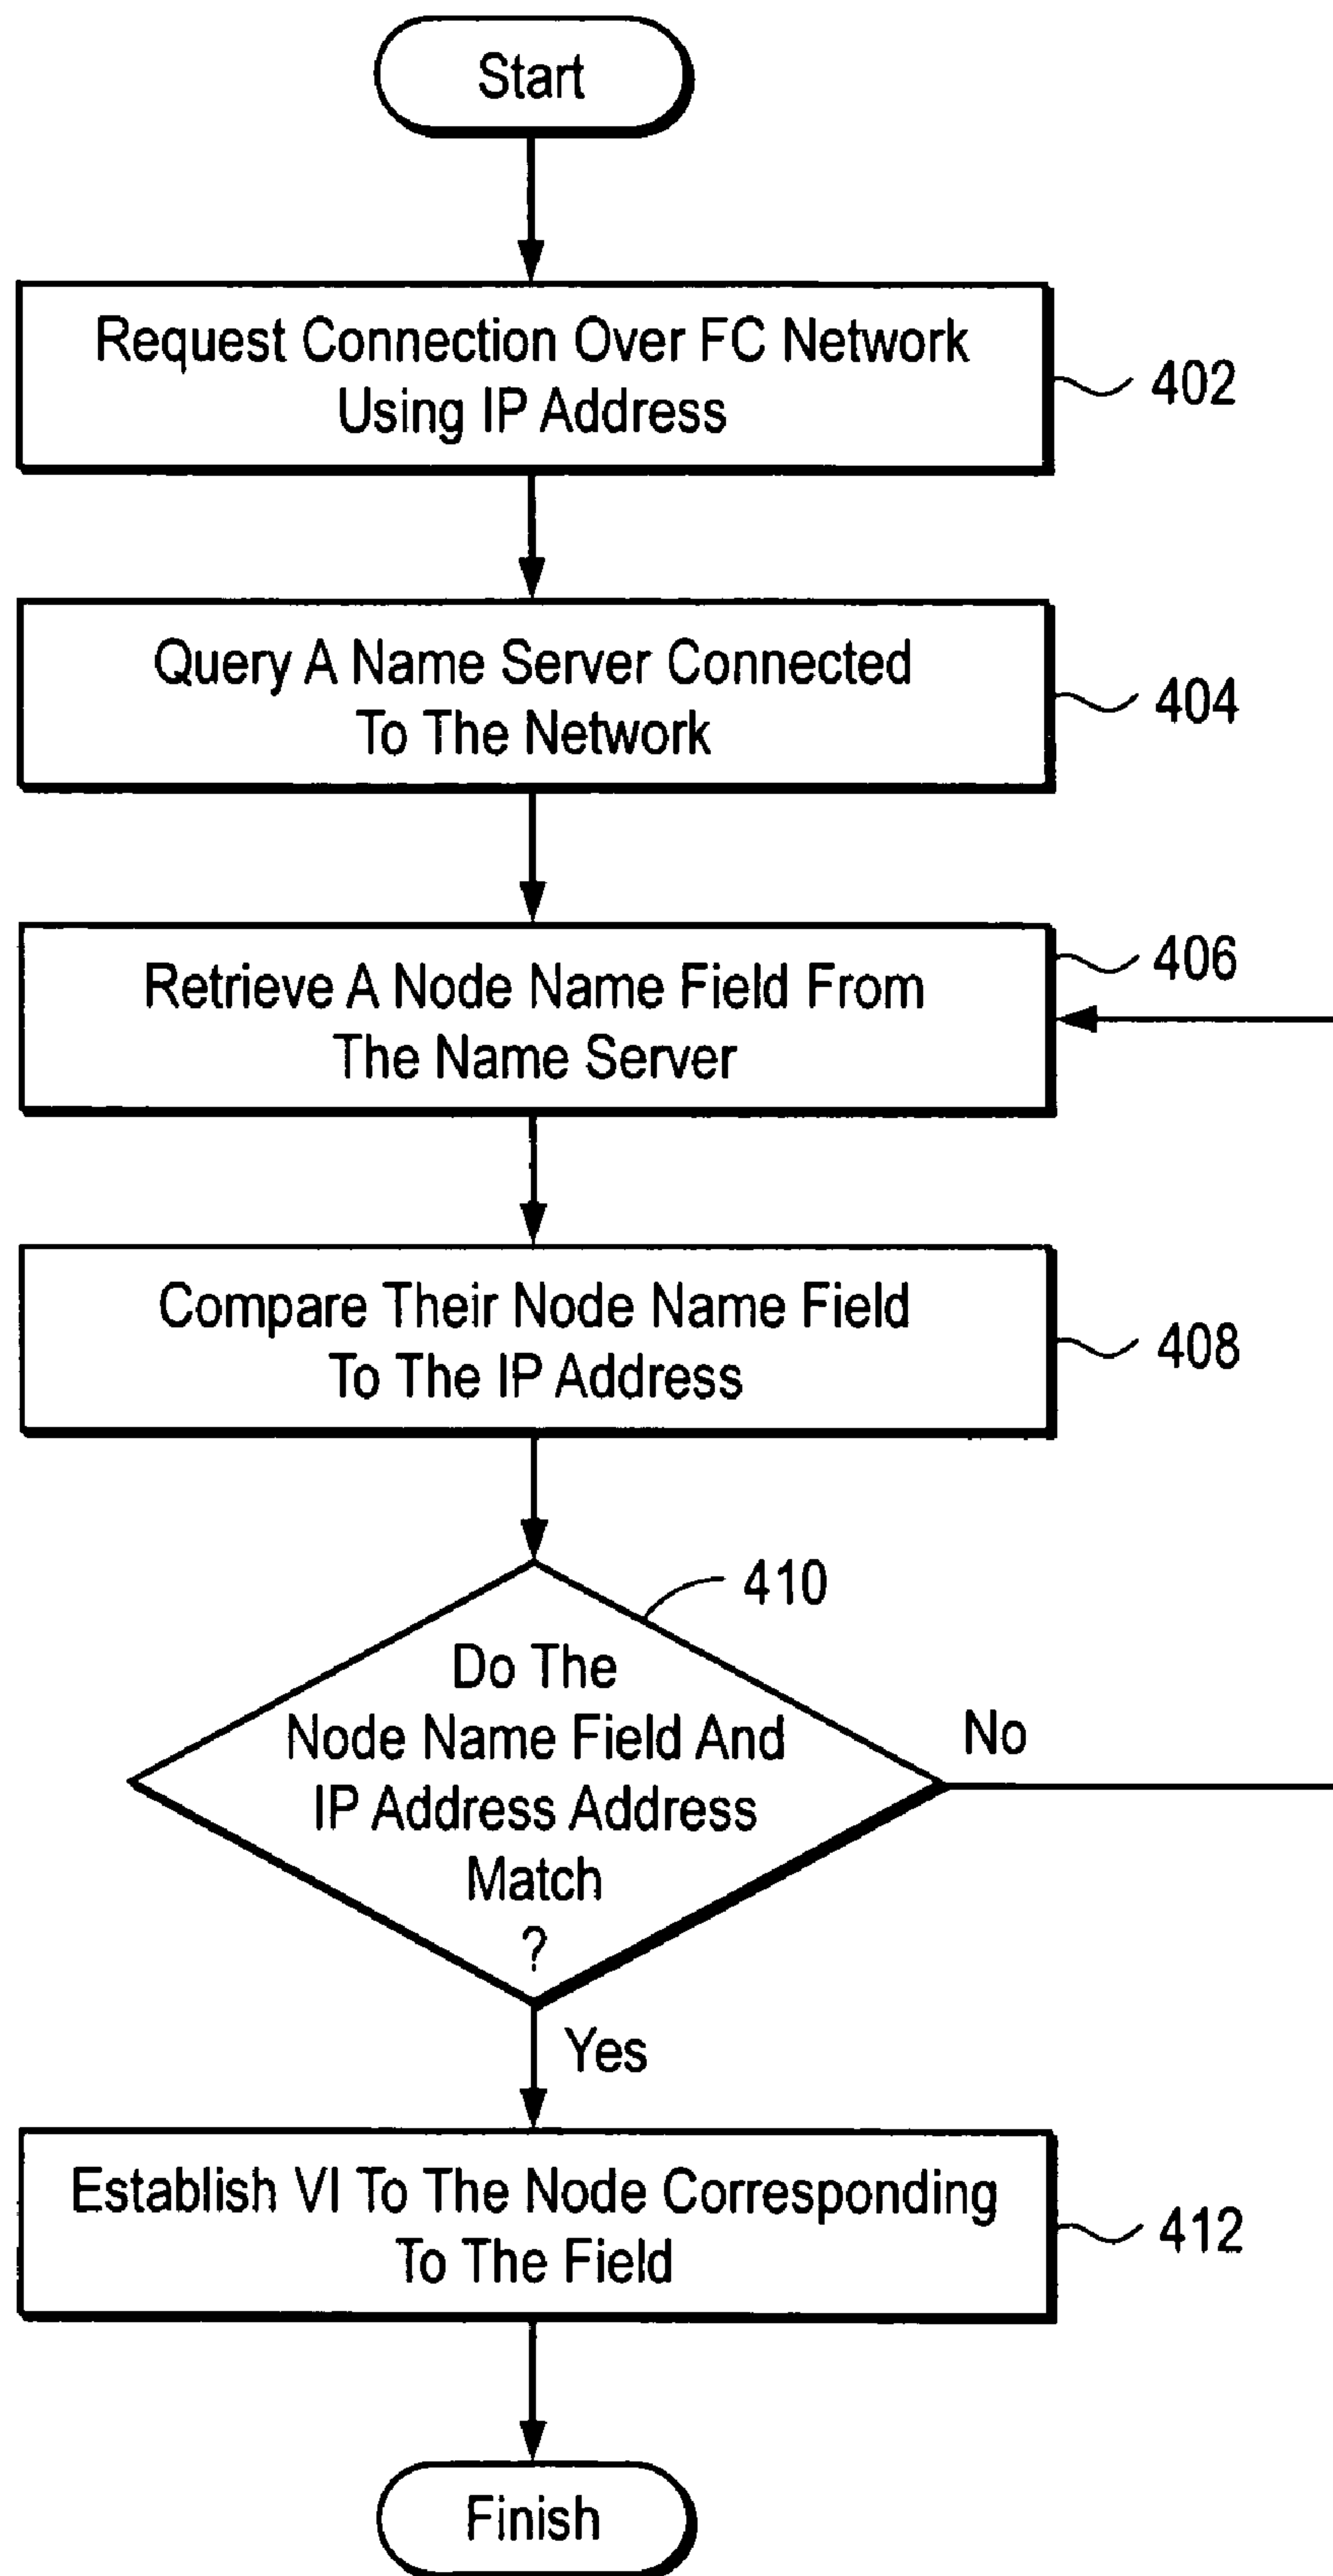 Start
Request Connection Over FC Network
Using IP Address
402
Query A Name Server Connected
To The Network
404
Retrieve A Node Name Field From
The Name Server
406
Compare Their Node Name Field
To The IP Address
408
410
Do The
Node Name Field And
IP Address Address
Match
?
No
Yes
Establish VI To The Node Corresponding
To The Field
412
Finish